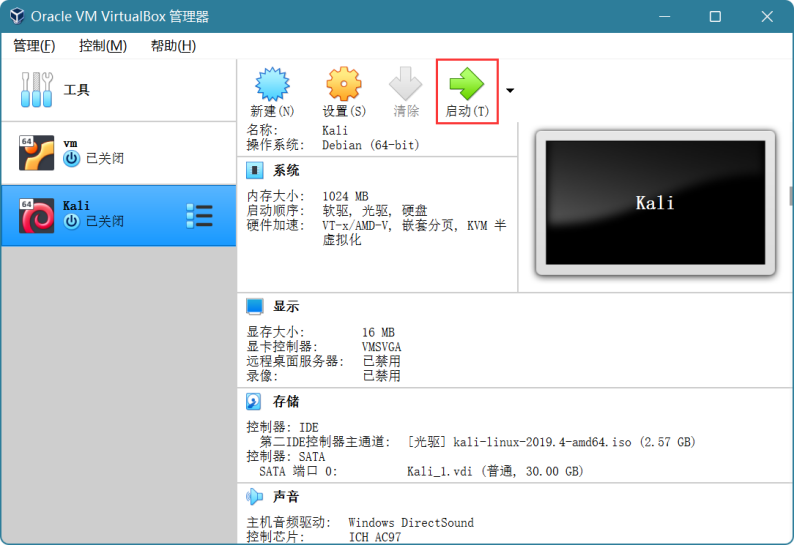 Oracle VM VirtualBox 管理器
管理(F) 控制(M) 帮助(H)
工具
新建(N) 设置(S) 清除 启动(T)
64 vm
已关闭
64 Kali
已关闭
名称: Kali
操作系统: Debian (64-bit)
系统
内存大小: 1024 MB
启动顺序: 软驱, 光驱, 硬盘
硬件加速: VT-x/AMD-V, 嵌套分页, KVM 半
虚拟化
Kali
显示
显存大小: 16 MB
显卡控制器: VMSVGA
远程桌面服务器: 已禁用
录像: 已禁用
存储
控制器: IDE
第二IDE控制器主通道: [光驱] kali-linux-2019.4-amd64.iso (2.57 GB)
控制器: SATA
SATA 端口 0: Kali_1.vdi (普通, 30.00 GB)
声音
主机音频驱动: Windows DirectSound
控制芯片: ICH AC97